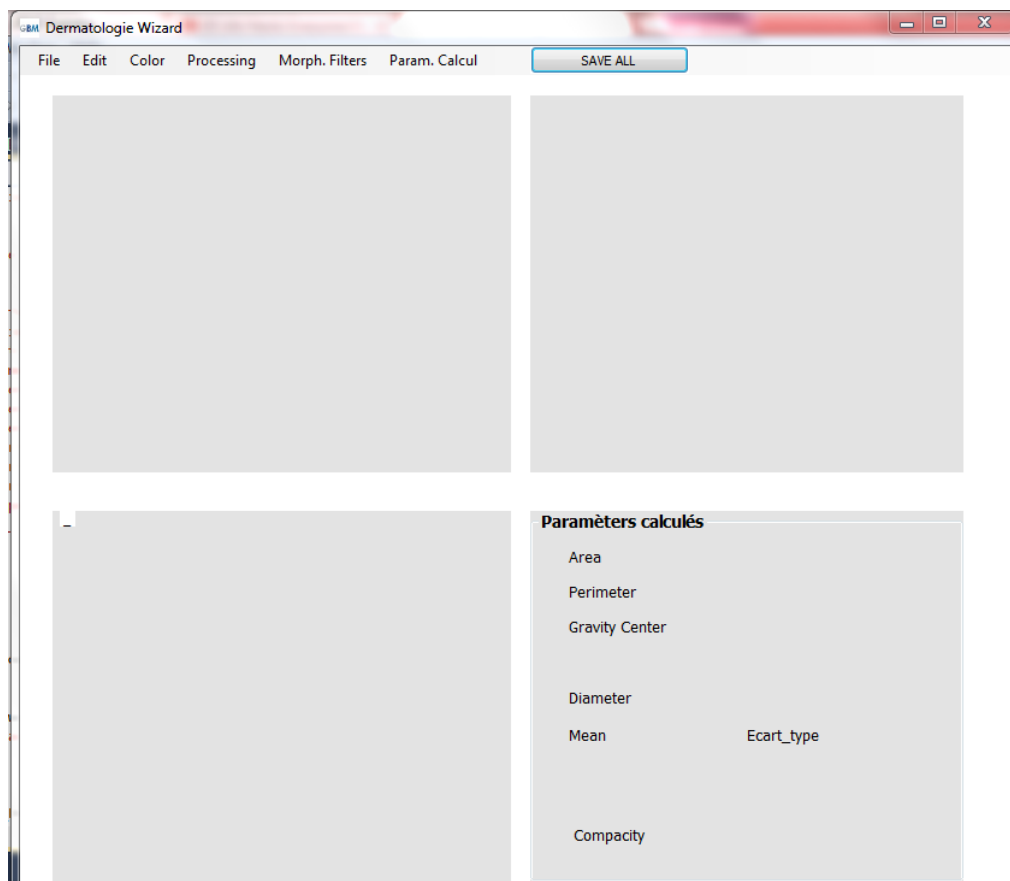 GBM Dermatologie Wizard
File Edit Color Processing Morph. Filters Param. Calcul SAVE ALL
_
Paramèters calculés
Area
Perimeter
Gravity Center
Diameter
Mean Ecart_type
Compacity